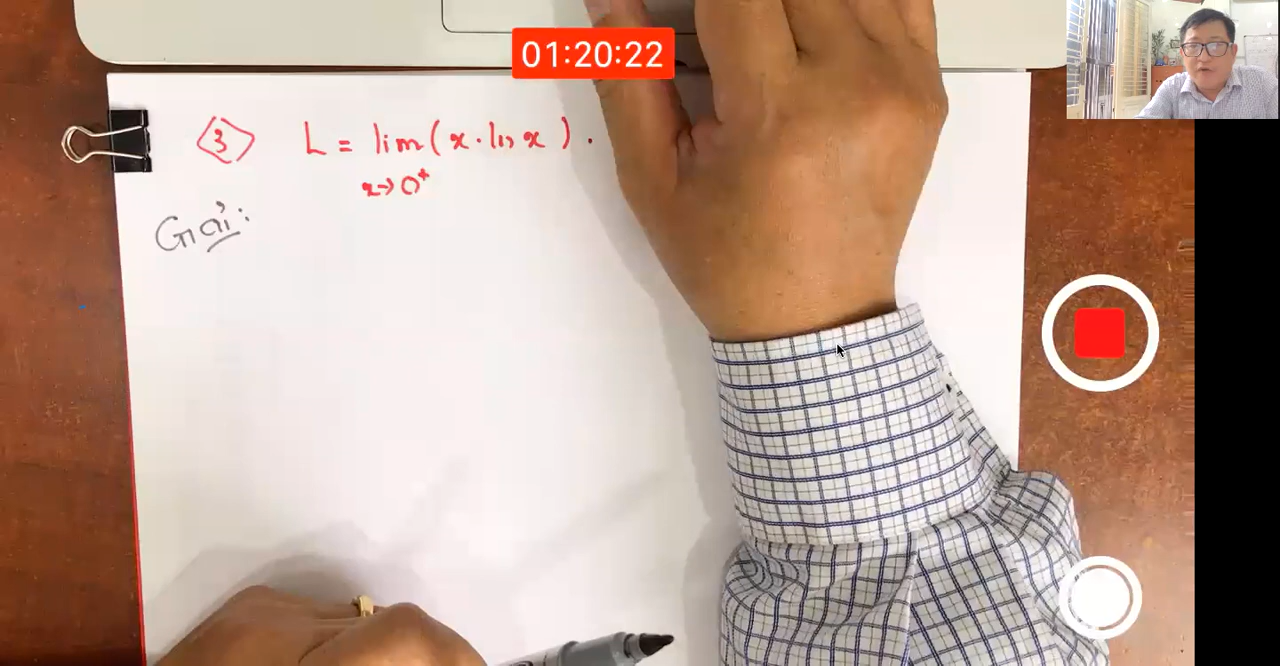 01:20:22
3 L = lim ( x . ln x ) .
x → 0⁺
Giải: